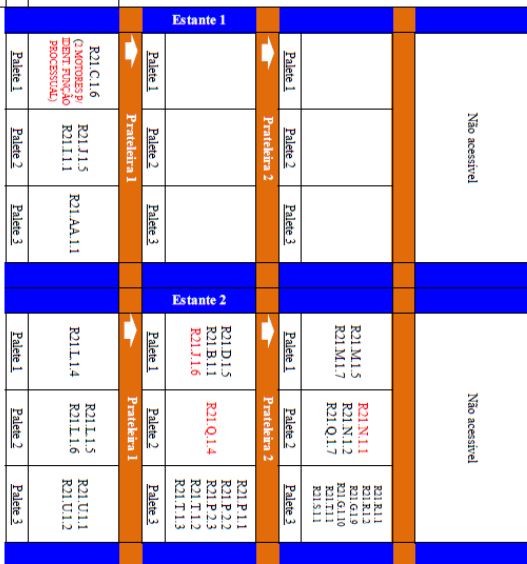 Estante 1
Não acessivel
Palete 1
Palete 2
Palete 3
Prateleira 2
Palete 1
Palete 2
Palete 3
Prateleira 1
R21.C.1.6
(2 MOTORES P/
IDENT. FUNÇÃO
PROCESSUAL)
R21.J.1.5
R21.I.1.1
R21.AA.1.1
Palete 1
Palete 2
Palete 3
Estante 2
Não acessivel
R21.M.1.5
R21.M.1.7
R21.N.1.1
R21.N.1.2
R21.Q.1.7
R21.R.1.1
R21.R.1.2
R21.G.1.9
R21.G.1.10
R21.T.1.1
R21.S.1.1
Palete 1
Palete 2
Palete 3
Prateleira 2
R21.D.1.5
R21.B.1.1
R21.J.1.6
R21.Q.1.4
R21.P.1.1
R21.P.2.2
R21.P.2.3
R21.T.1.2
R21.T.1.3
Palete 1
Palete 2
Palete 3
Prateleira 1
R21.L.1.4
R21.L.1.5
R21.L.1.6
R21.U.1.1
R21.U.1.2
Palete 1
Palete 2
Palete 3